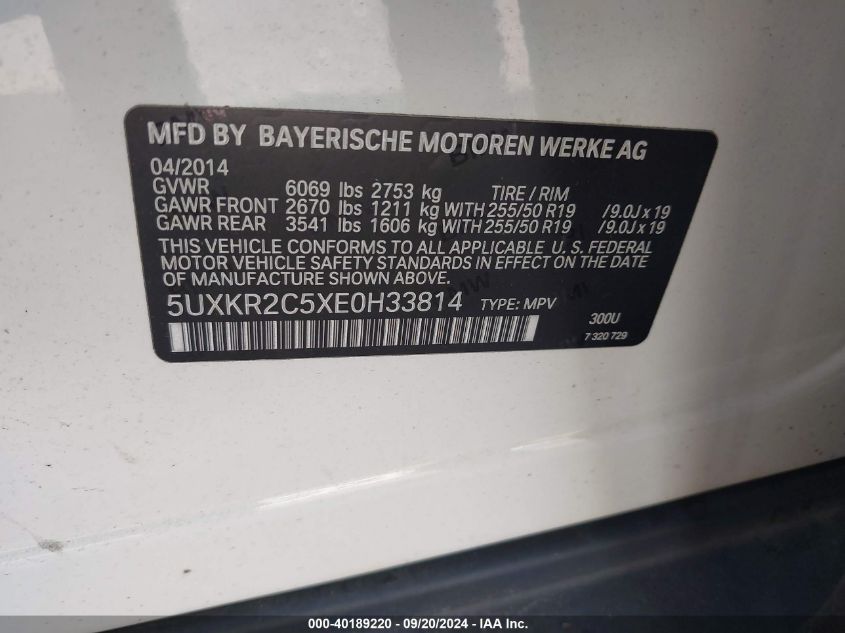 MFD BY BAYERISCHE MOTOREN WERKE AG
04/2014
GVWR 6069 lbs 2753 kg TIRE / RIM
GAWR FRONT 2670 lbs 1211 kg WITH 255/50 R19 /9.0J x 19
GAWR REAR 3541 lbs 1606 kg WITH 255/50 R19 /9.0J x 19
THIS VEHICLE CONFORMS TO ALL APPLICABLE U. S. FEDERAL
MOTOR VEHICLE SAFETY STANDARDS IN EFFECT ON THE DATE
OF MANUFACTURE SHOWN ABOVE.
5UXKR2C5XE0H33814 TYPE: MPV
300U
7 320 729
000-40189220 - 09/20/2024 - IAA Inc.